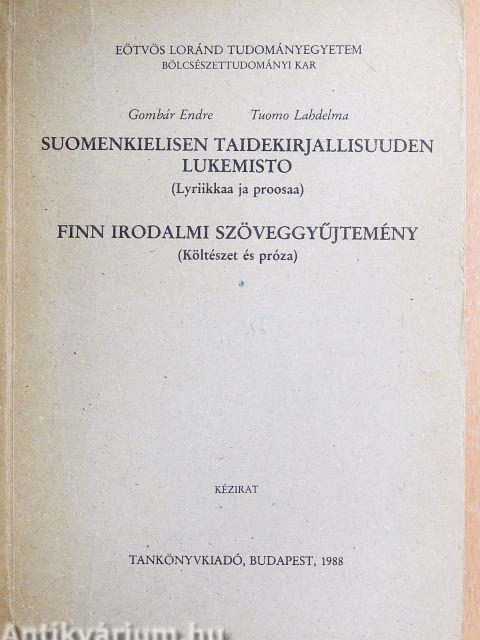 EÖTVÖS LORÁND TUDOMÁNYEGYETEM
BÖLCSÉSZETTUDOMÁNYI KAR
Gombár Endre Tuomo Lahdelma
SUOMENKIELISEN TAIDEKIRJALLISUUDEN
LUKEMISTO
(Lyriikkaa ja proosaa)
FINN IRODALMI SZÖVEGGYŰJTEMÉNY
(Költészet és próza)
KÉZIRAT
TANKÖNYVKIADÓ, BUDAPEST, 1988
Antikvárium.hu